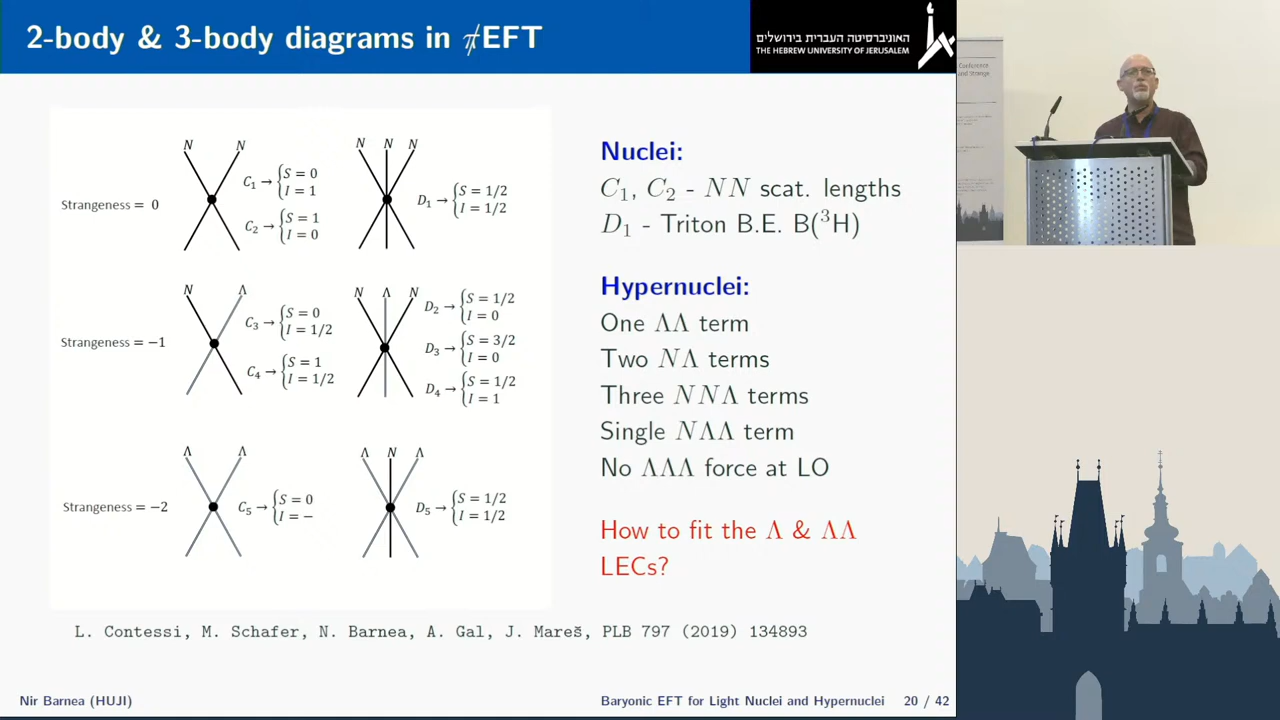 2-body & 3-body diagrams in π̸EFT
האוניברסיטה העברית בירושלים
THE HEBREW UNIVERSITY OF JERUSALEM
Conference
and Storage
N N
C₁ → {S = 0
I = 1
C₂ → {S = 1
I = 0
N N N
D₁ → {S = 1/2
I = 1/2
Strangeness = 0
N Λ
C₃ → {S = 0
I = 1/2
C₄ → {S = 1
I = 1/2
N Λ N
D₂ → {S = 1/2
I = 0
D₃ → {S = 3/2
I = 0
D₄ → {S = 1/2
I = 1
Strangeness = −1
Λ Λ
C₅ → {S = 0
I = −
Λ N Λ
D₅ → {S = 1/2
I = 1/2
Strangeness = −2
Nuclei:
C₁, C₂ - NN scat. lengths
D₁ - Triton B.E. B(³H)
Hypernuclei:
One ΛΛ term
Two NΛ terms
Three NNΛ terms
Single NΛΛ term
No ΛΛΛ force at LO
How to fit the Λ & ΛΛ
LECs?
L. Contessi, M. Schafer, N. Barnea, A. Gal, J. Mareš, PLB 797 (2019) 134893
Nir Barnea (HUJI)
Baryonic EFT for Light Nuclei and Hypernuclei 20 / 42